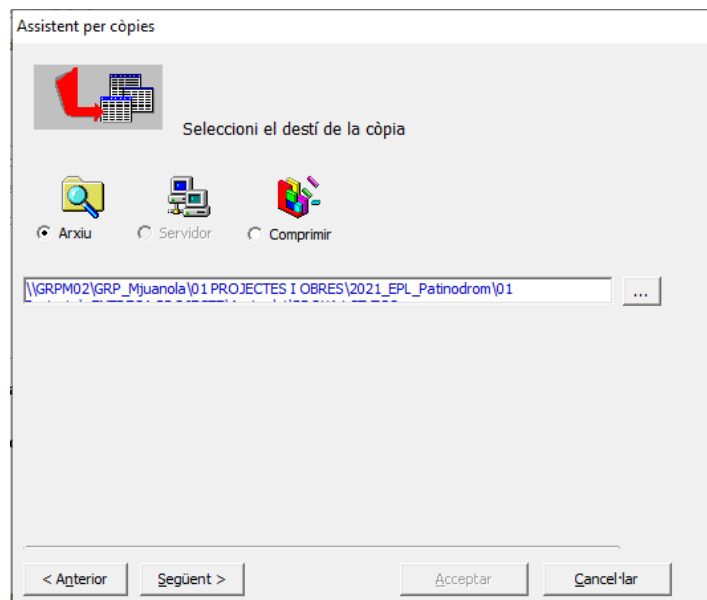 Assistent per còpies
Seleccioni el destí de la còpia
Arxiu
Servidor
Comprimir
\\GRPM02\GRP_Mjuanola\01 PROJECTES I OBRES\2021_EPL_Patinodrom\01
...
< Anterior
Següent >
Acceptar
Cancel·lar